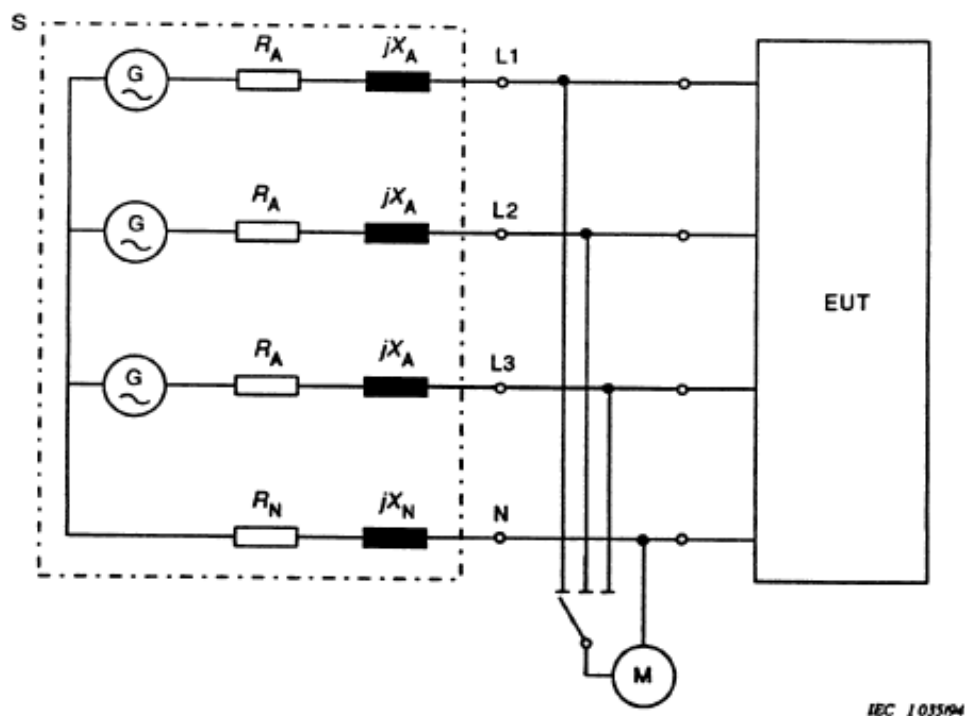 S
G R_A jX_A L1
G R_A jX_A L2
EUT
G R_A jX_A L3
R_N jX_N N
M
IEC 1 035/94